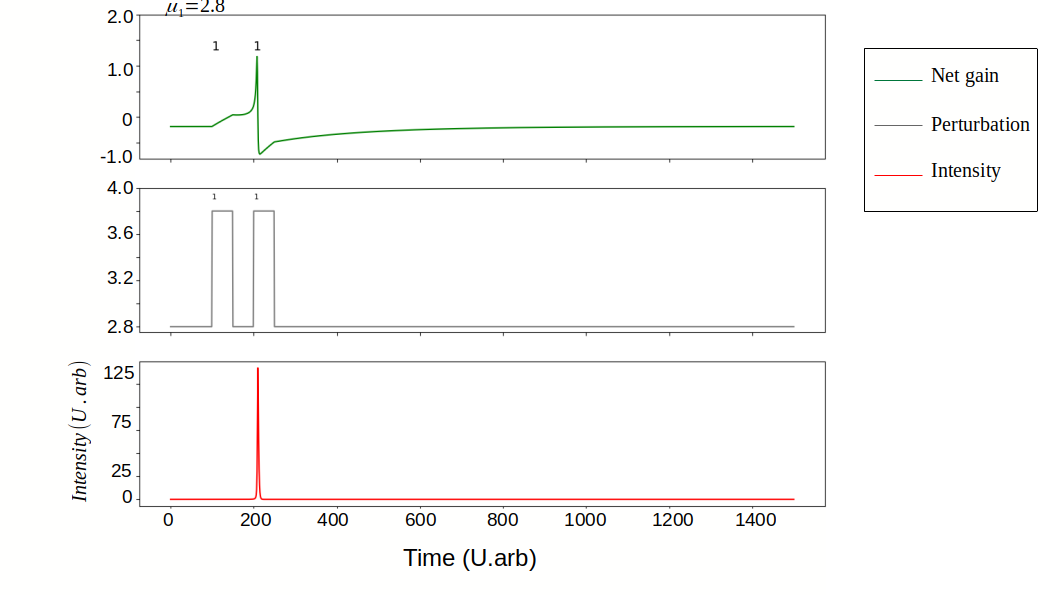 μ₁=2.8
2.0
1.0
0
-1.0
1 1
Net gain
Perturbation
Intensity
4.0
3.6
3.2
2.8
1 1
Intensity (U . arb)
125
75
25
0
0 200 400 600 800 1000 1200 1400
Time (U.arb)